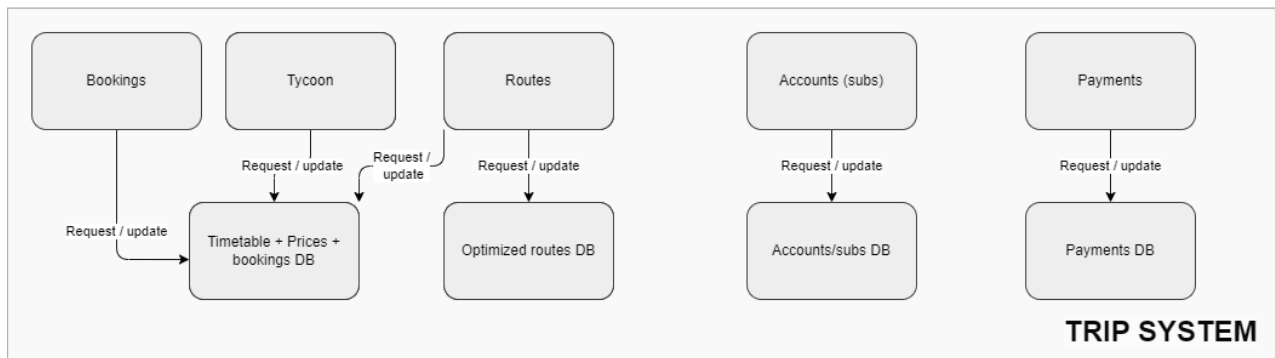 Bookings
Tycoon
Routes
Accounts (subs)
Payments
Request / update
Request /
update
Request / update
Request / update
Request / update
Request / update
Timetable + Prices +
bookings DB
Optimized routes DB
Accounts/subs DB
Payments DB
TRIP SYSTEM